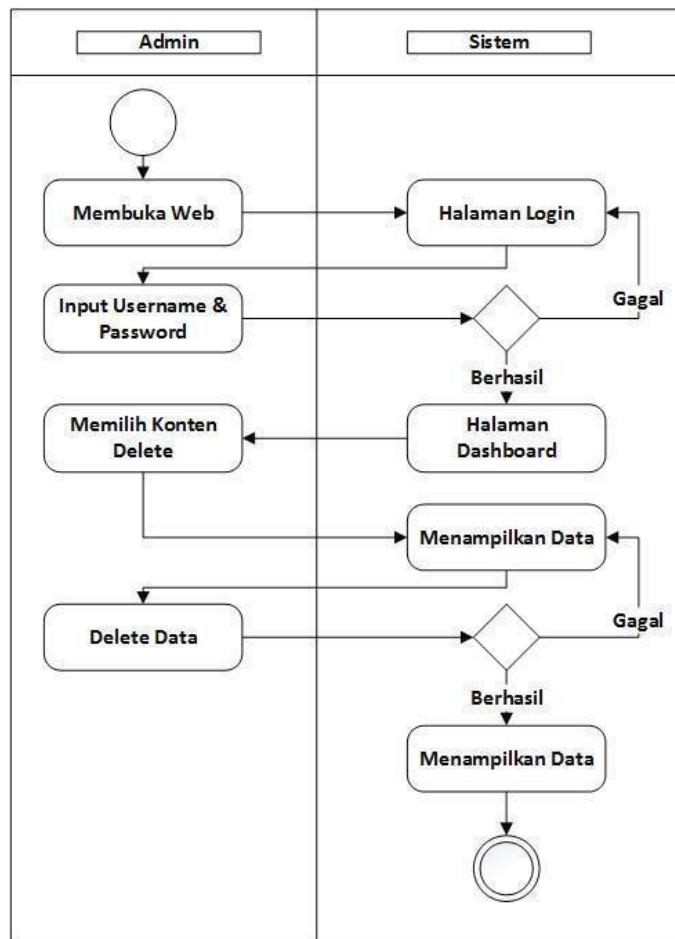 Admin
Sistem
Membuka Web
Halaman Login
Input Username &
Password
Gagal
Berhasil
Memilih Konten
Delete
Halaman
Dashboard
Menampilkan Data
Delete Data
Gagal
Berhasil
Menampilkan Data